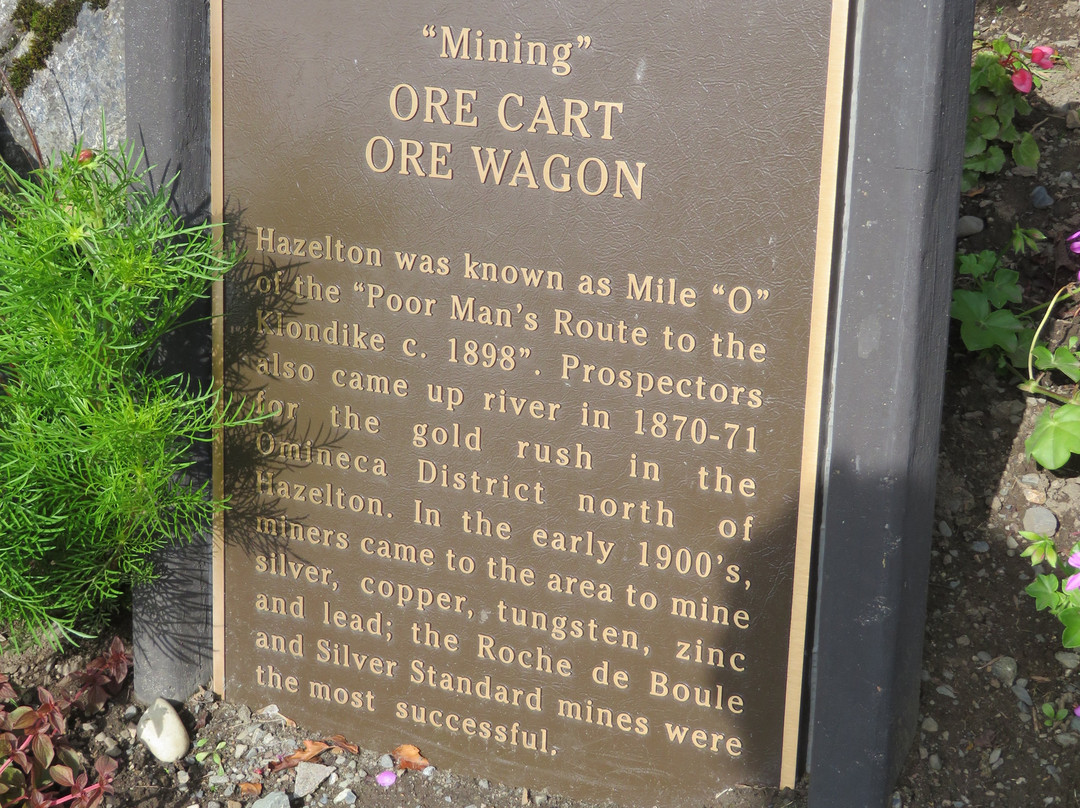 “Mining”
ORE CART
ORE WAGON
Hazelton was known as Mile “O”
of the “Poor Man’s Route to the
Klondike c. 1898”. Prospectors
also came up river in 1870-71
for the gold rush in the
Omineca District north of
Hazelton. In the early 1900’s,
miners came to the area to mine
silver, copper, tungsten, zinc
and lead; the Roche de Boule
and Silver Standard mines were
the most successful.